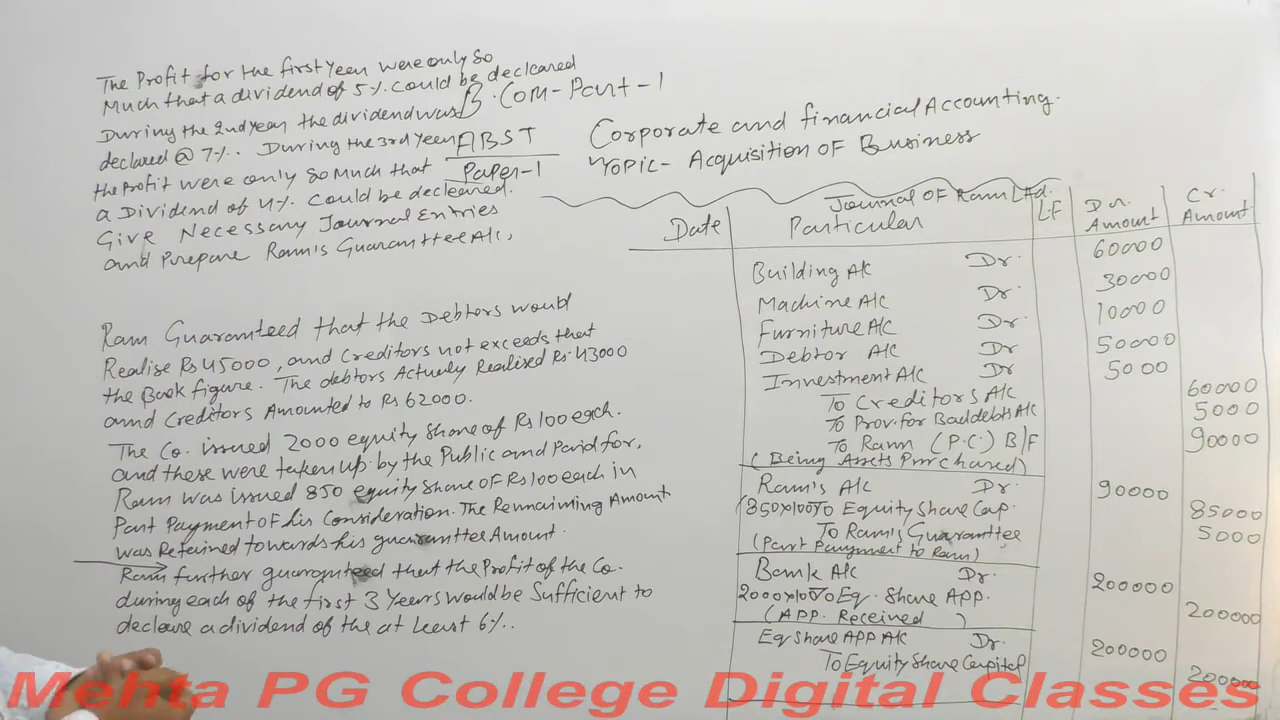 The Profit for the first Year were only so
Much that a dividend of 5% could be decleared
During the 2nd year the dividend was
declared @ 7%. During the 3rd Year
the Profit were only so Much that
a Dividend of 4% could be decleared.
Give Necessary Journal Entries
and Prepare Ram's Guaranttee A/c,
B.Com-Part-1
ABST
Paper-1
Corporate and financial Accounting.
Topic- Acquisition OF Business
Ram Guaranteed that the Debtors would
Realise Rs 45000, and Creditors not exceeds that
the Book figure. The debtors Actuely Realised Rs. 43000
and Creditors Amounted to Rs 62000.
The Co. issued 2000 equity share of Rs 100 each.
and these were taken up by the Public and Paid for,
Ram was issued 850 equity share OF Rs 100 each in
Part Payment OF his Consideration. The Remaining Amount
was Retained towards his guaranttee Amount.
Ram further guaranteed that the Profit of the Co.
during each of the first 3 Years would be Sufficient to
declare a dividend of the at Least 6%..
Journal OF Ram Ltd.
Date Particular L.F Dr. Amount Cr. Amount
Building A/c Dr. 60000
Machine A/c Dr. 30000
Furniture A/c Dr. 10000
Debtor A/c Dr 50000
Investment A/c Dr 5000
To Creditors A/c 60000
To Prov. for Baddebts A/c 5000
To Ram (P.C.) B/F 90000
(Being Assets Purchased)
Ram's A/c Dr. 90000
(850x100) To Equity Share Cap. 85000
To Ram's Guarantee 5000
(Part Payment to Ram)
Bank A/c Dr. 200000
2000x100 To Eq. Share APP. 200000
(APP. Received)
Eq Share APP A/c Dr. 200000
To Equity Share Capital 200000
Mehta PG College Digital Classes